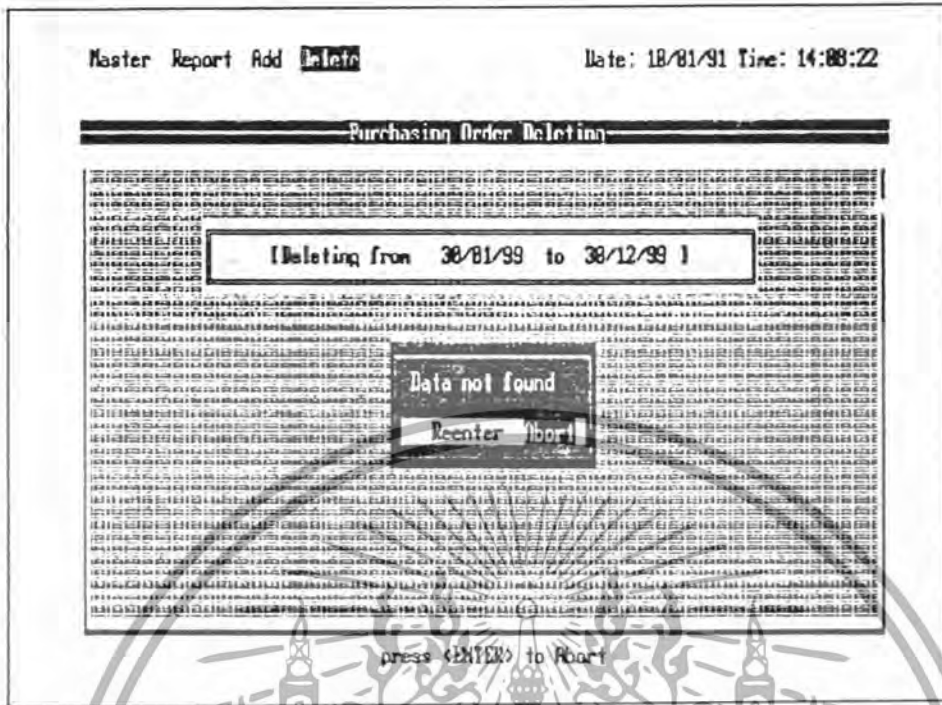 Master Report Add Delete Date: 18/01/91 Time: 14:08:22
Purchasing Order Deleting
[Deleting from 30/01/99 to 30/12/99 ]
Data not found
Reenter Abort
press <ENTER> to Abort